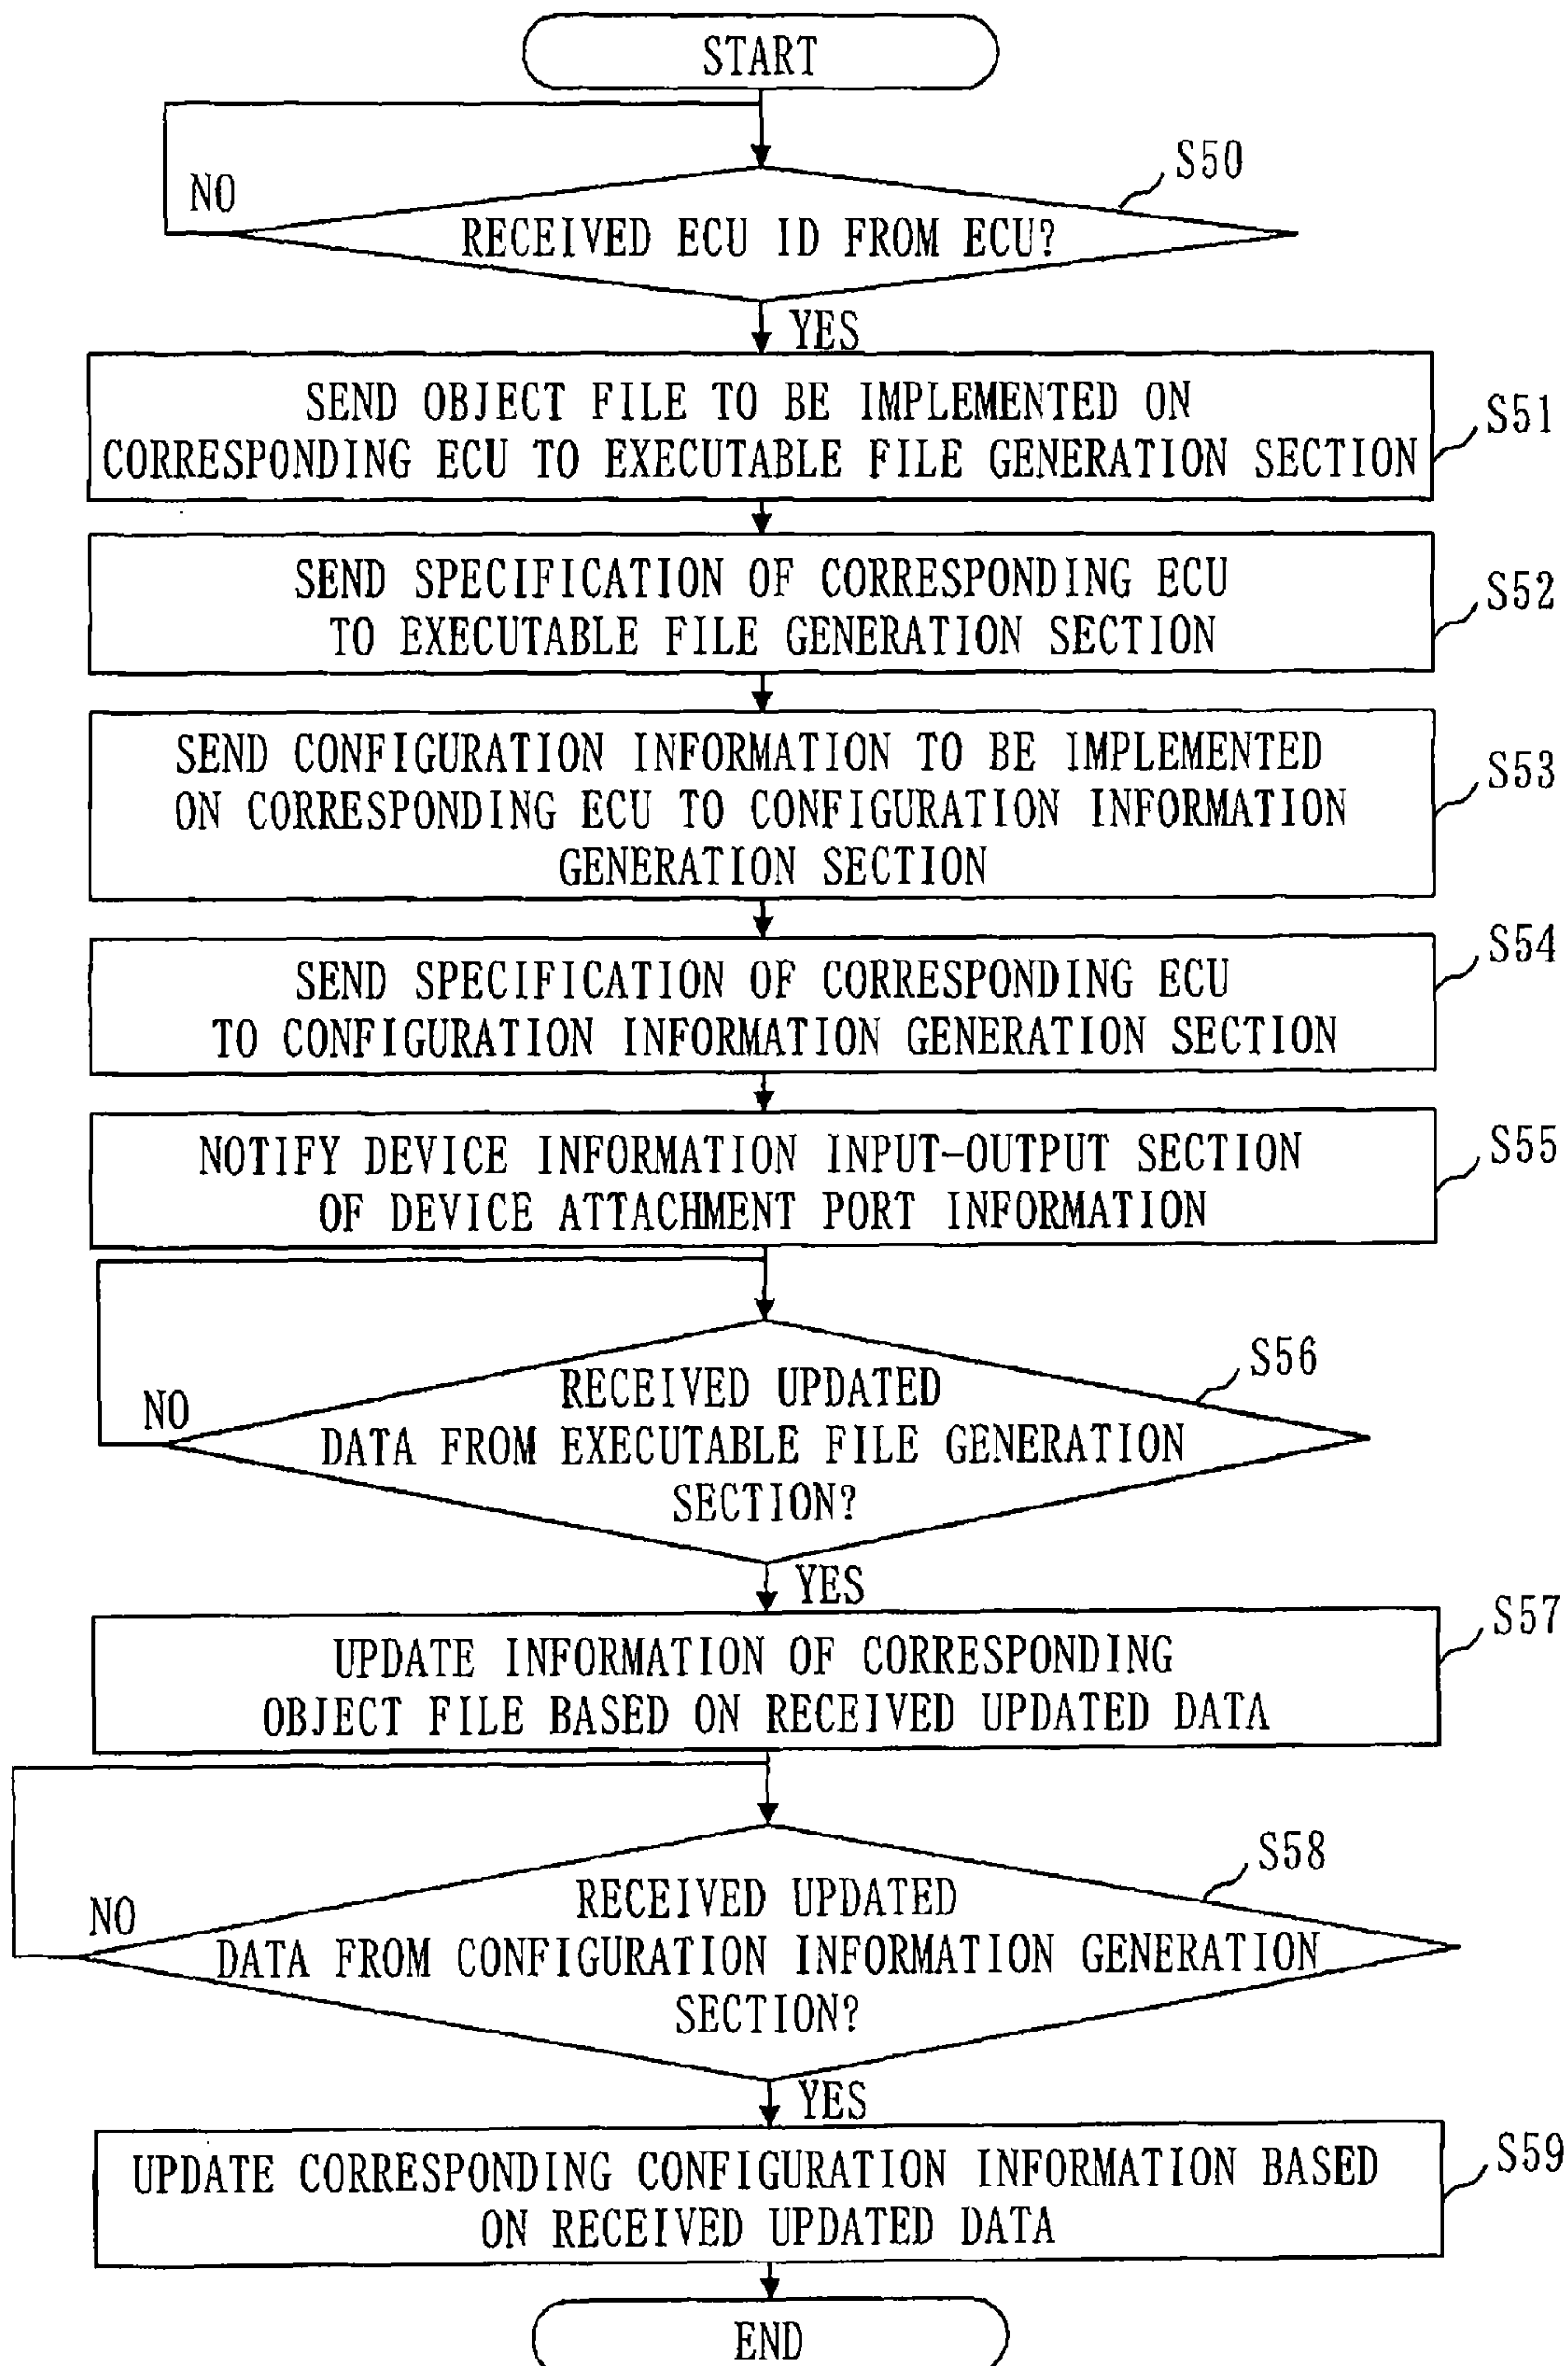 START
NO
S50
RECEIVED ECU ID FROM ECU?
YES
SEND OBJECT FILE TO BE IMPLEMENTED ON
CORRESPONDING ECU TO EXECUTABLE FILE GENERATION SECTION
S51
SEND SPECIFICATION OF CORRESPONDING ECU
TO EXECUTABLE FILE GENERATION SECTION
S52
SEND CONFIGURATION INFORMATION TO BE IMPLEMENTED
ON CORRESPONDING ECU TO CONFIGURATION INFORMATION
GENERATION SECTION
S53
SEND SPECIFICATION OF CORRESPONDING ECU
TO CONFIGURATION INFORMATION GENERATION SECTION
S54
NOTIFY DEVICE INFORMATION INPUT-OUTPUT SECTION
OF DEVICE ATTACHMENT PORT INFORMATION
S55
NO
S56
RECEIVED UPDATED
DATA FROM EXECUTABLE FILE GENERATION
SECTION?
YES
UPDATE INFORMATION OF CORRESPONDING
OBJECT FILE BASED ON RECEIVED UPDATED DATA
S57
NO
S58
RECEIVED UPDATED
DATA FROM CONFIGURATION INFORMATION GENERATION
SECTION?
YES
UPDATE CORRESPONDING CONFIGURATION INFORMATION BASED
ON RECEIVED UPDATED DATA
S59
END